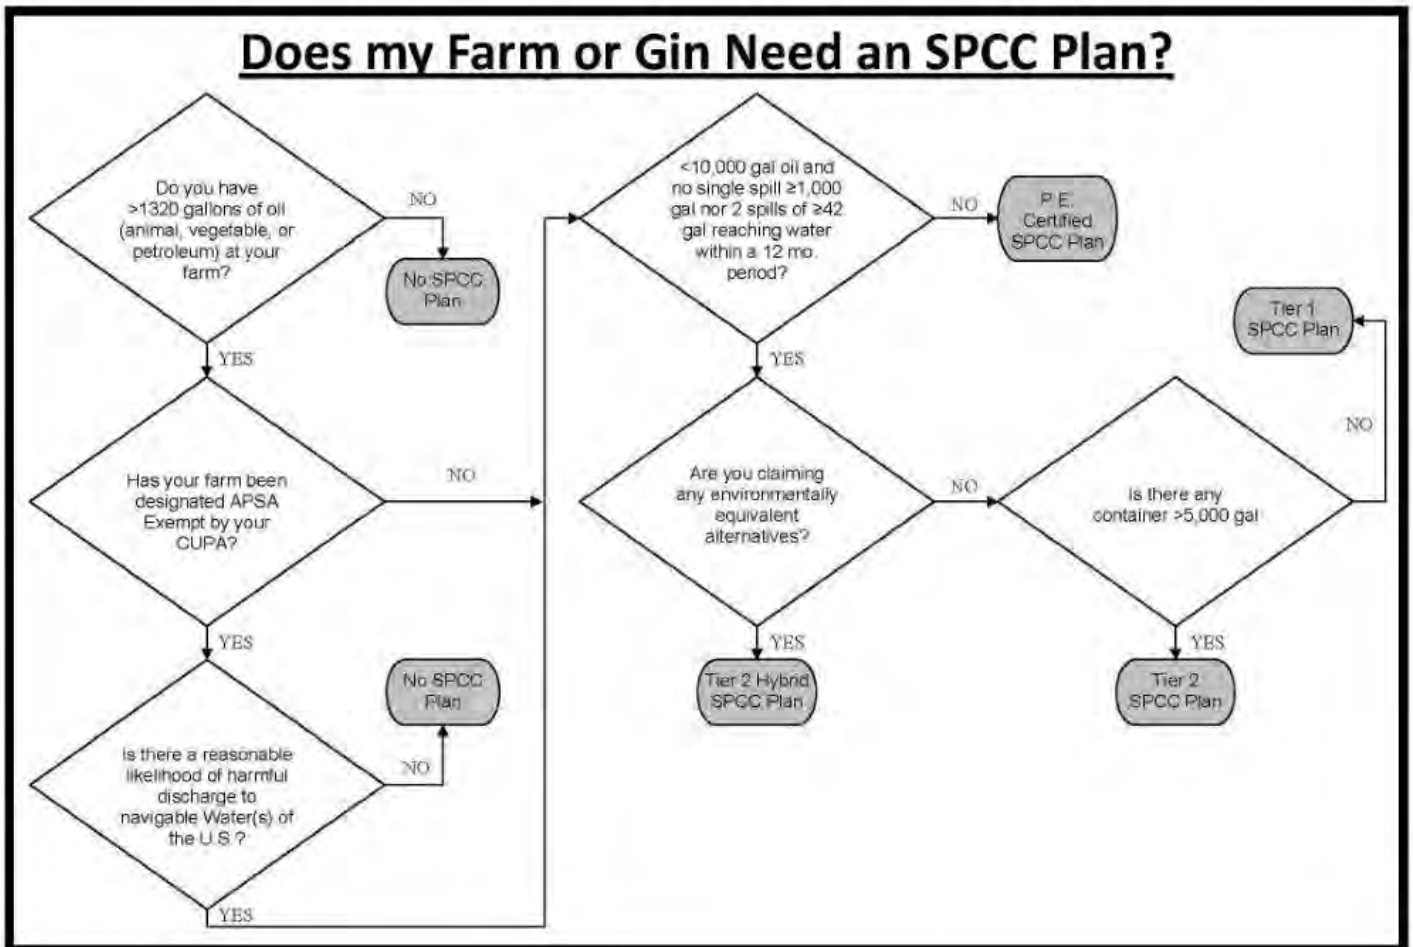 Does my Farm or Gin Need an SPCC Plan?
Do you have
>1320 gallons of oil
(animal, vegetable, or
petroleum) at your
farm?
NO
No SPCC
Plan
YES
Has your farm been
designated APSA
Exempt by your
CUPA?
NO
YES
Is there a reasonable
likelihood of harmful
discharge to
navigable Water(s) of
the U.S.?
NO
No SPCC
Plan
YES
<10,000 gal oil and
no single spill ≥1,000
gal nor 2 spills of ≥42
gal reaching water
within a 12 mo.
period?
NO
P.E.
Certified
SPCC Plan
YES
Are you claiming
any environmentally
equivalent
alternatives?
NO
YES
Tier 2 Hybrid
SPCC Plan
Is there any
container >5,000 gal
NO
Tier 1
SPCC Plan
YES
Tier 2
SPCC Plan